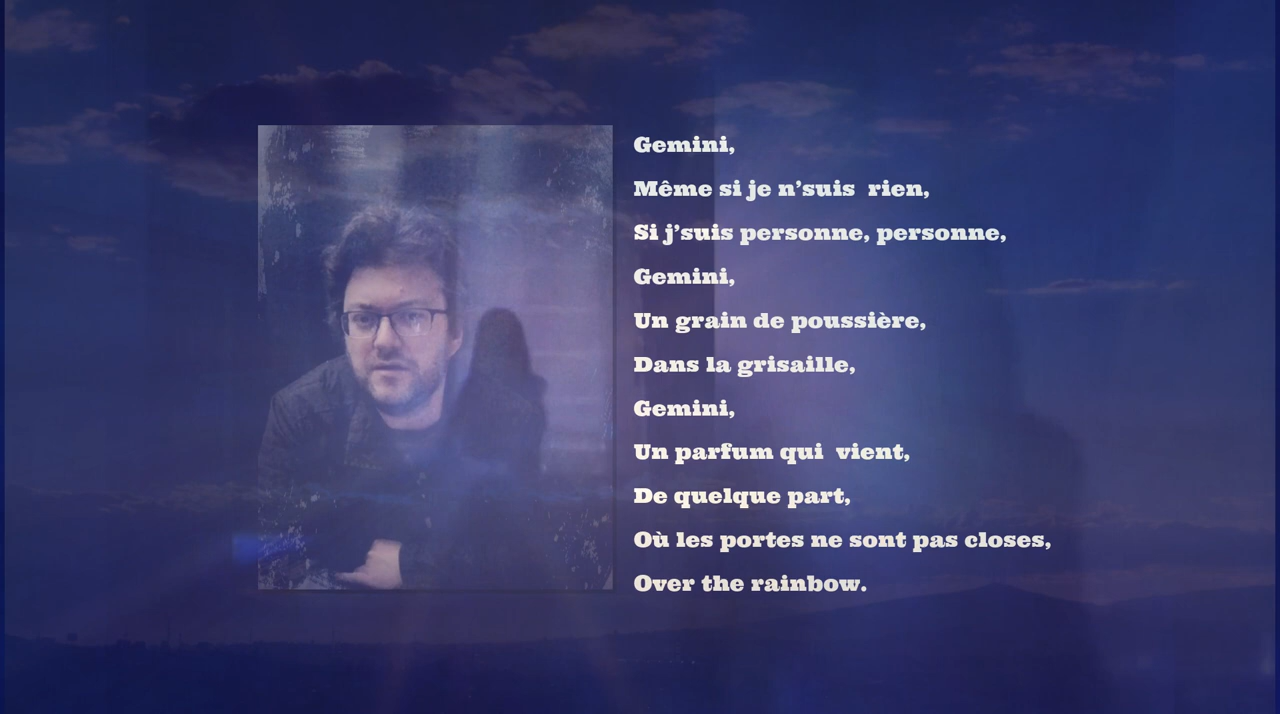 Gemini,
Même si je n’suis  rien,
Si j’suis personne, personne,
Gemini,
Un grain de poussière,
Dans la grisaille,
Gemini,
Un parfum qui  vient,
De quelque part,
Où les portes ne sont pas closes,
Over the rainbow.